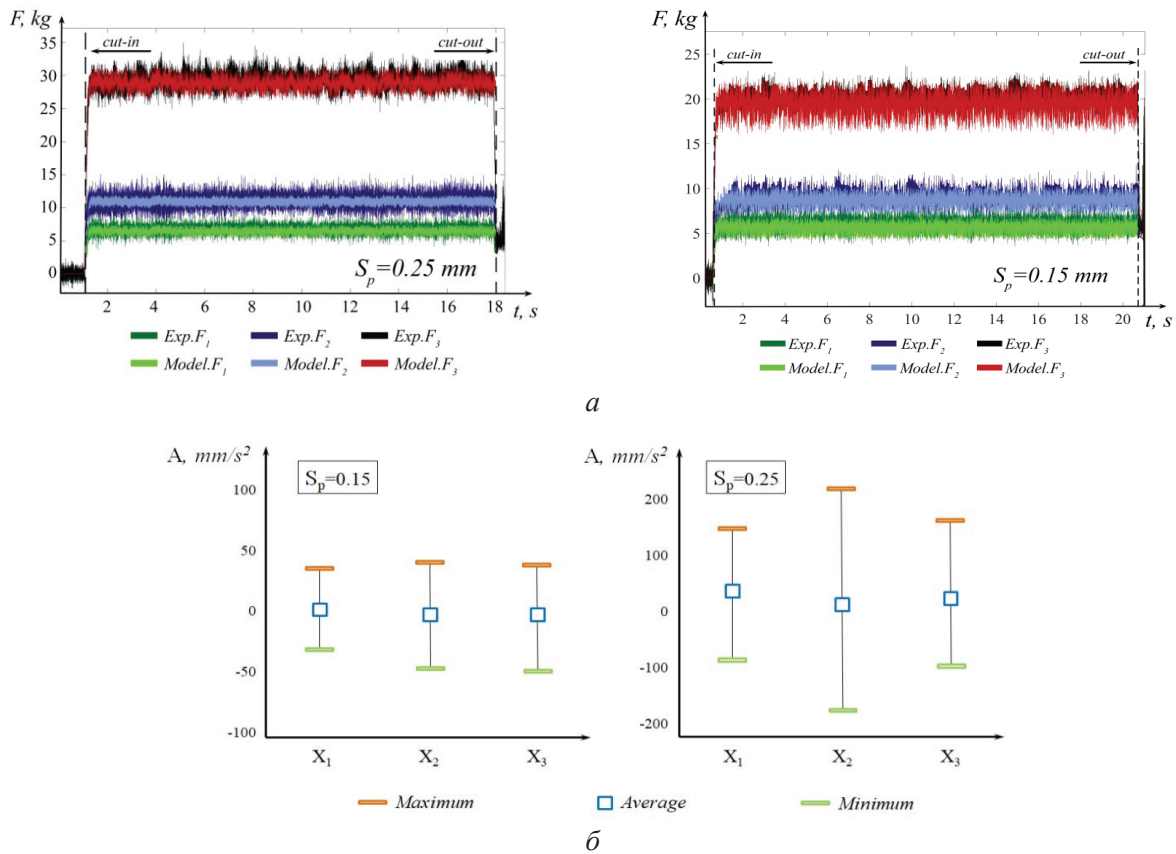 F, kg
35
30
25
20
15
10
5
0
cut-in
cut-out
S_p=0.25 mm
2 4 6 8 10 12 14 16 18
t, s
Exp.F_1 Exp.F_2 Exp.F_3
Model.F_1 Model.F_2 Model.F_3
F, kg
25
20
15
10
5
0
cut-in
cut-out
S_p=0.15 mm
2 4 6 8 10 12 14 16 18 20
t, s
Exp.F_1 Exp.F_2 Exp.F_3
Model.F_1 Model.F_2 Model.F_3
а
A, mm/s²
S_p=0.15
100
50
0
-50
-100
X_1 X_2 X_3
A, mm/s²
S_p=0.25
200
100
0
-100
-200
X_1 X_2 X_3
Maximum Average Minimum
б